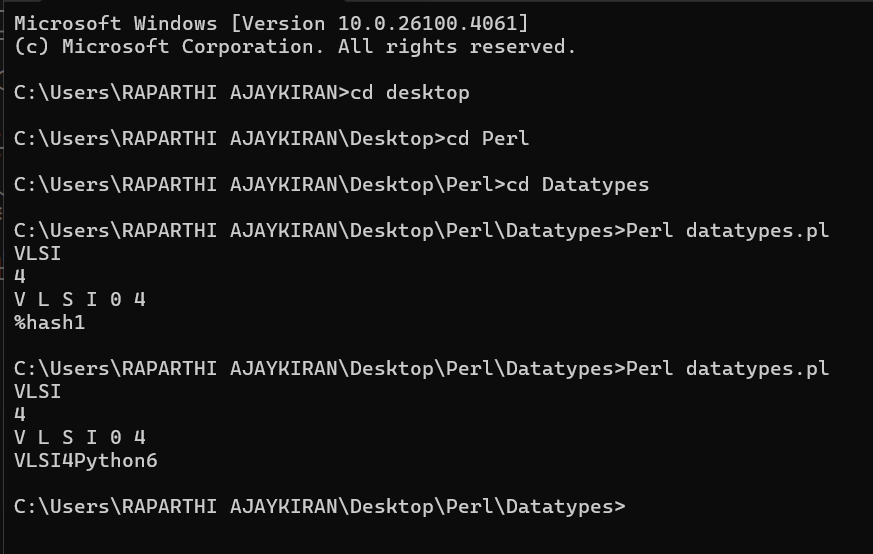 Microsoft Windows [Version 10.0.26100.4061]
(c) Microsoft Corporation. All rights reserved.
C:\Users\RAPARTHI AJAYKIRAN>cd desktop
C:\Users\RAPARTHI AJAYKIRAN\Desktop>cd Perl
C:\Users\RAPARTHI AJAYKIRAN\Desktop\Perl>cd Datatypes
C:\Users\RAPARTHI AJAYKIRAN\Desktop\Perl\Datatypes>Perl datatypes.pl
VLSI
4
V L S I 0 4
%hash1
C:\Users\RAPARTHI AJAYKIRAN\Desktop\Perl\Datatypes>Perl datatypes.pl
VLSI
4
V L S I 0 4
VLSI4Python6
C:\Users\RAPARTHI AJAYKIRAN\Desktop\Perl\Datatypes>